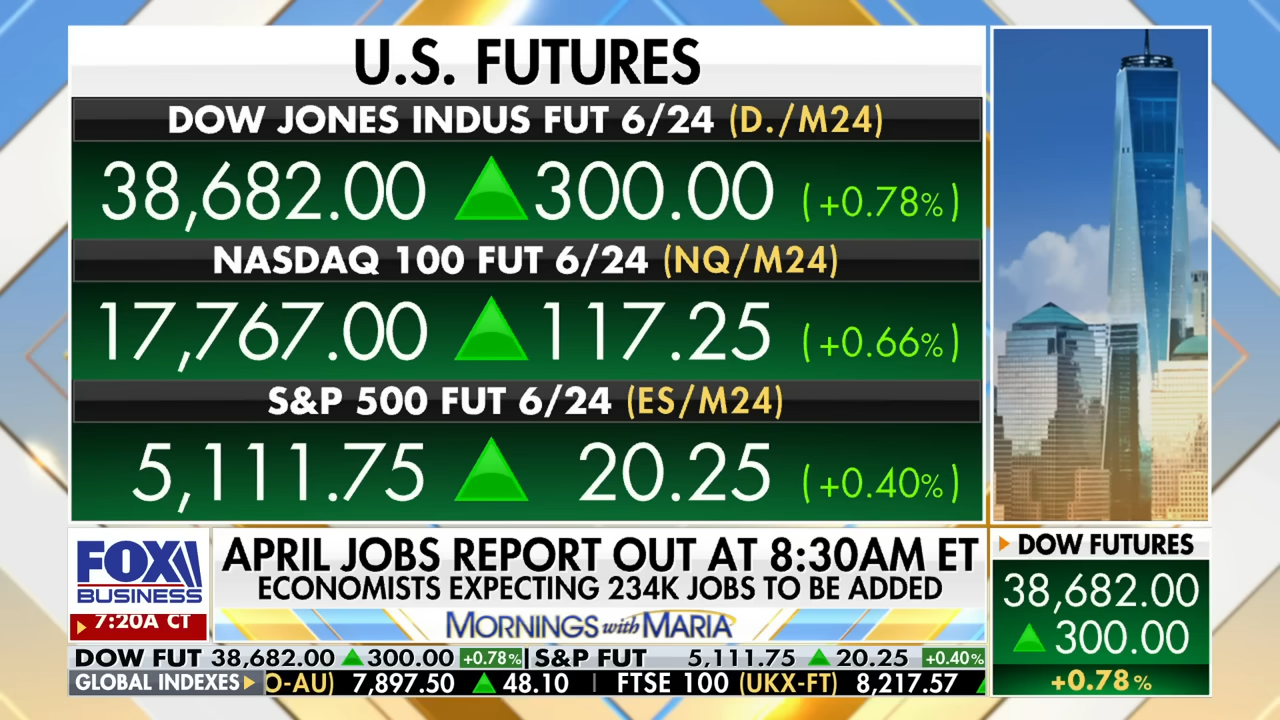 U.S. FUTURES
DOW JONES INDUS FUT 6/24 (D./M24)
38,682.00 ▲ 300.00 (+0.78%)
NASDAQ 100 FUT 6/24 (NQ/M24)
17,767.00 ▲ 117.25 (+0.66%)
S&P 500 FUT 6/24 (ES/M24)
5,111.75 ▲ 20.25 (+0.40%)
FOX BUSINESS
7:20A CT
APRIL JOBS REPORT OUT AT 8:30AM ET
ECONOMISTS EXPECTING 234K JOBS TO BE ADDED
MORNINGS with MARIA
DOW FUTURES
38,682.00
▲ 300.00
+0.78%
DOW FUT 38,682.00 ▲ 300.00 +0.78% | S&P FUT 5,111.75 ▲ 20.25 +0.40%
GLOBAL INDEXES O-AU) 7,897.50 ▲ 48.10 | FTSE 100 (UKX-FT) 8,217.57 ▲